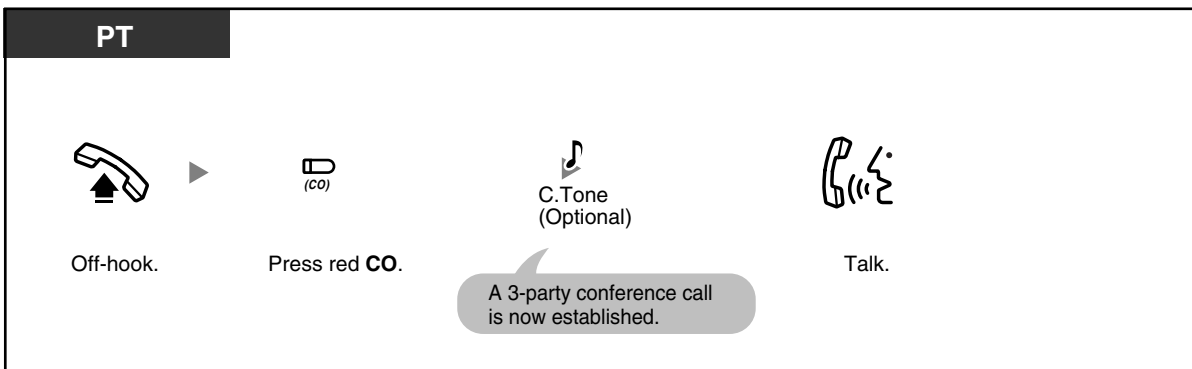 PT
(CO)
C.Tone
(Optional)
Off-hook.
Press red CO.
Talk.
A 3-party conference call
is now established.